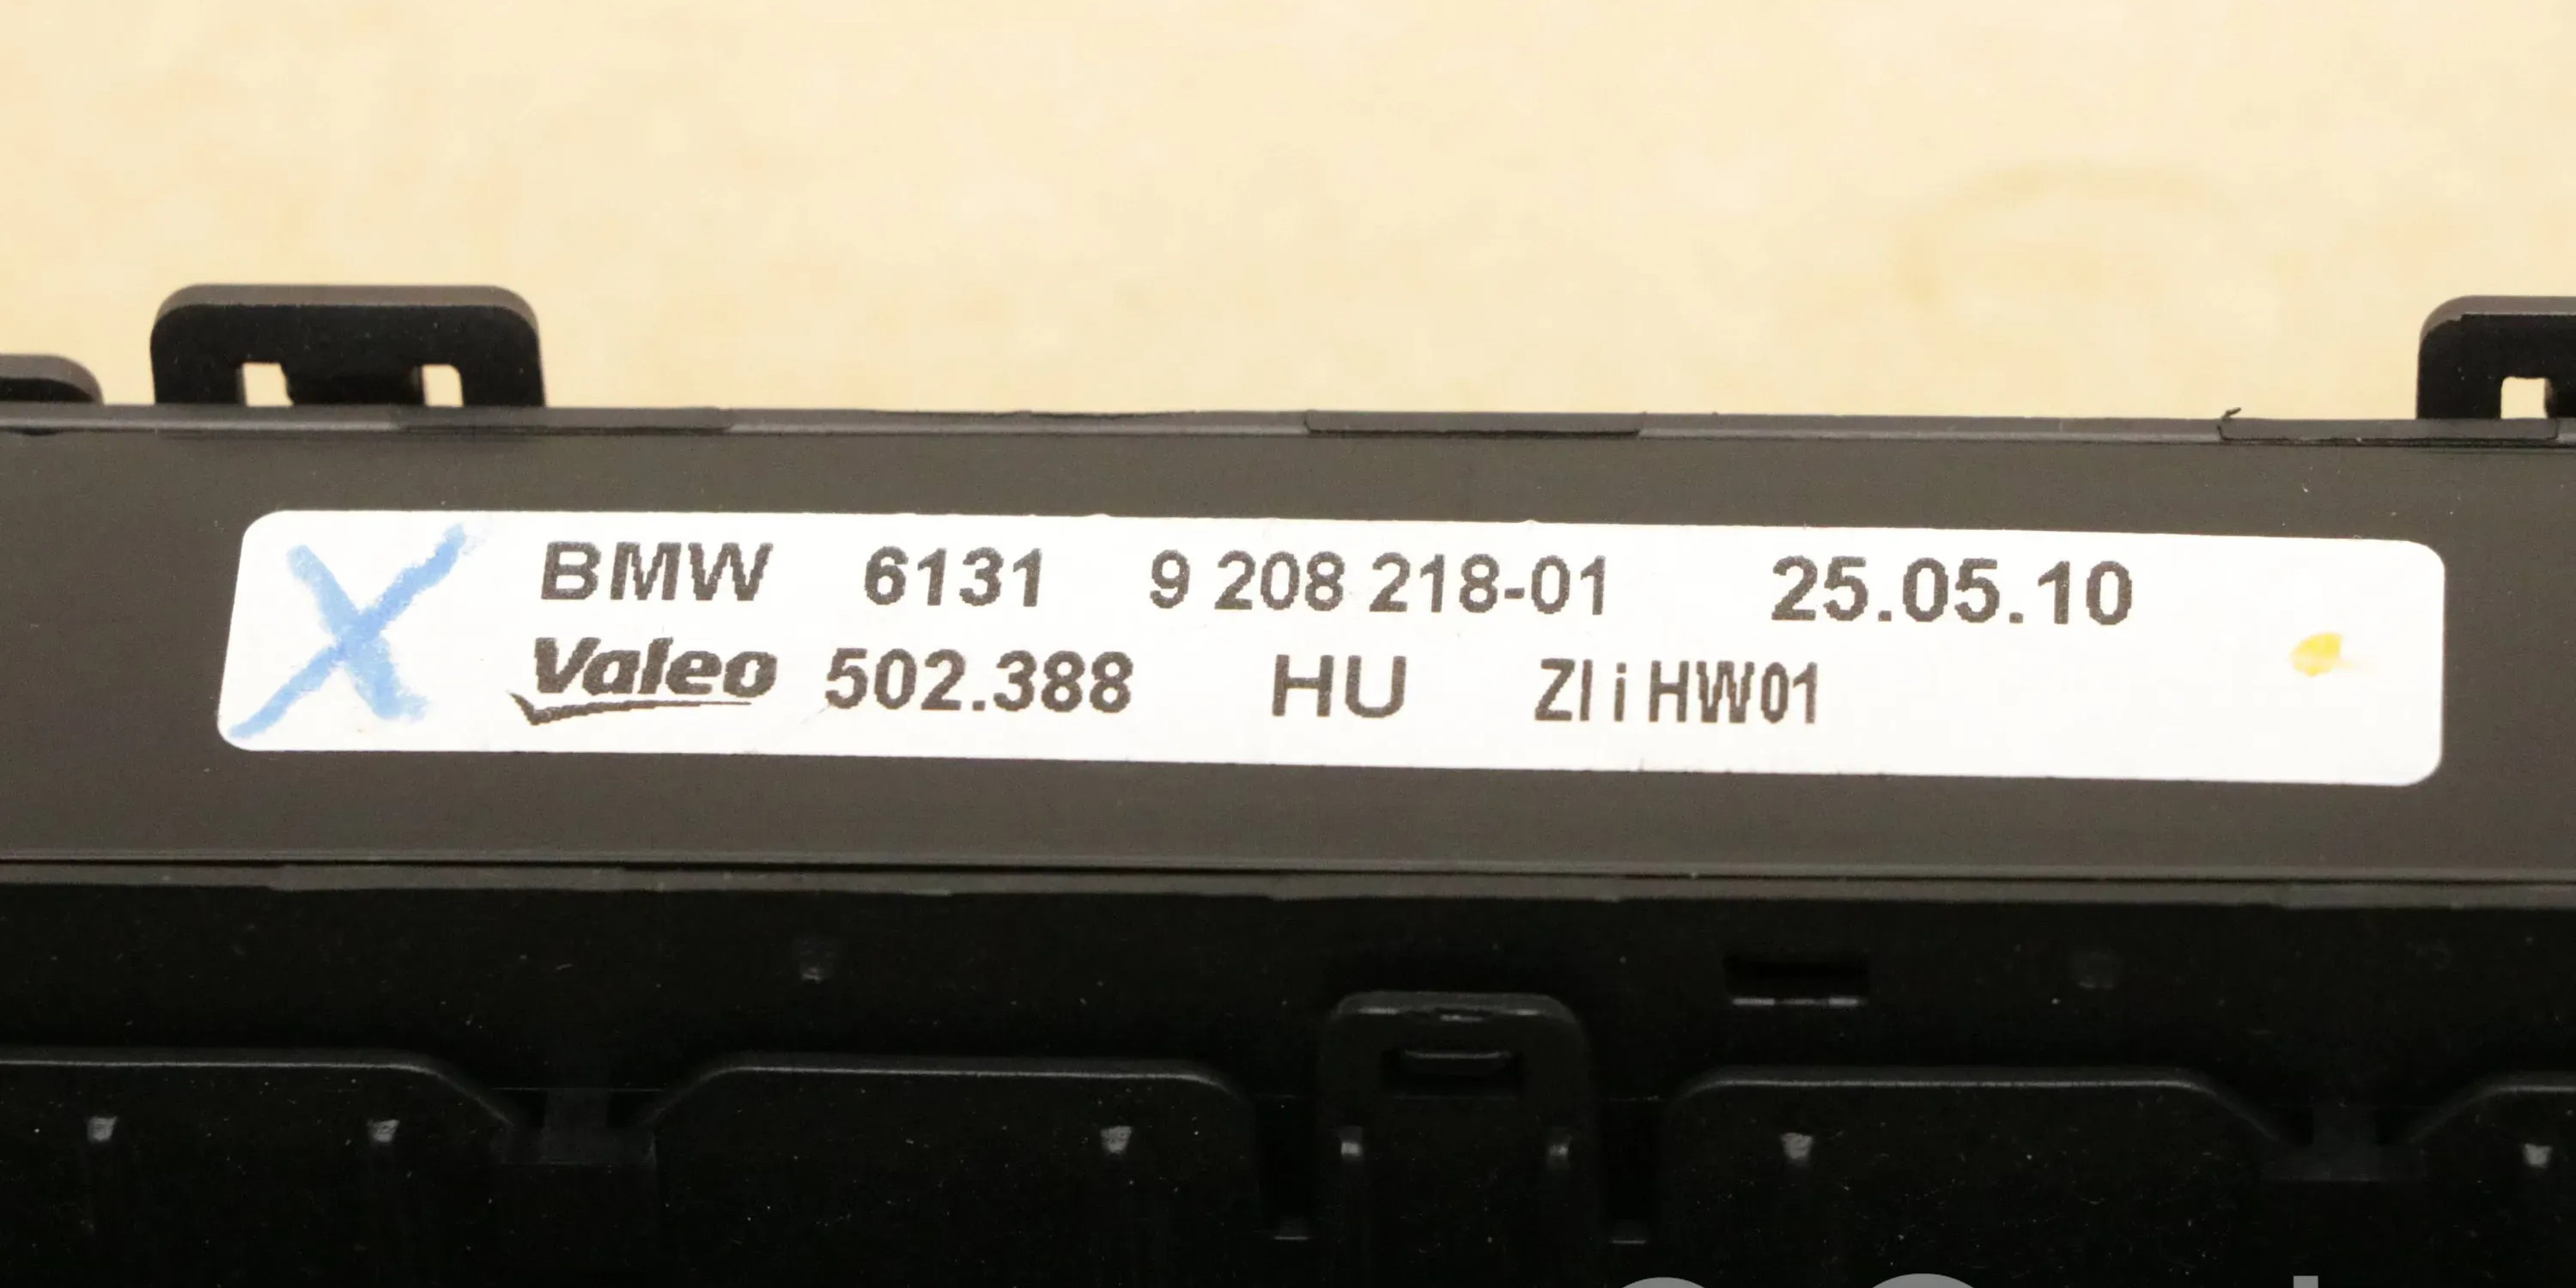 BMW 6131 9 208 218-01 25.05.10
Valeo 502.388 HU ZI i HW01